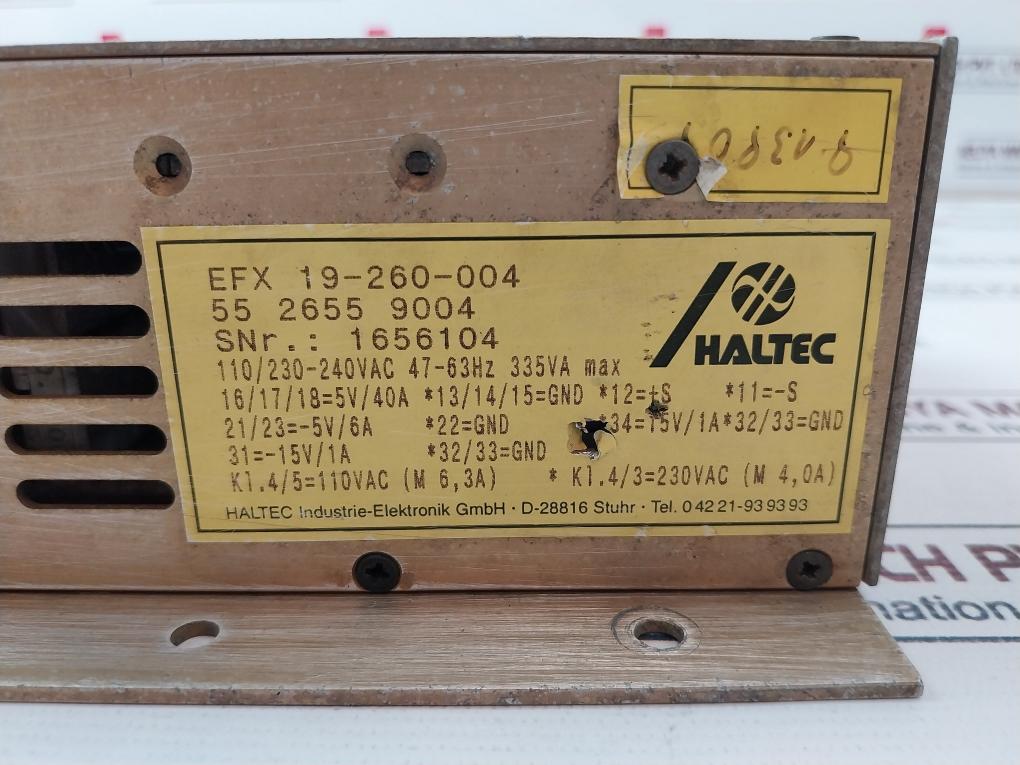 EFX 19-260-004
55 2655 9004
SNr.: 1656104
HALTEC
110/230-240VAC 47-63Hz 335VA max
16/17/18=5V/40A *13/14/15=GND *12=+S *11=-S
21/23=-5V/6A *22=GND *34=15V/1A*32/33=GND
31=-15V/1A *32/33=GND
Kl.4/5=110VAC (M 6,3A) * Kl.4/3=230VAC (M 4,0A)
HALTEC Industrie-Elektronik GmbH · D-28816 Stuhr · Tel. 0 42 21-93 93 93